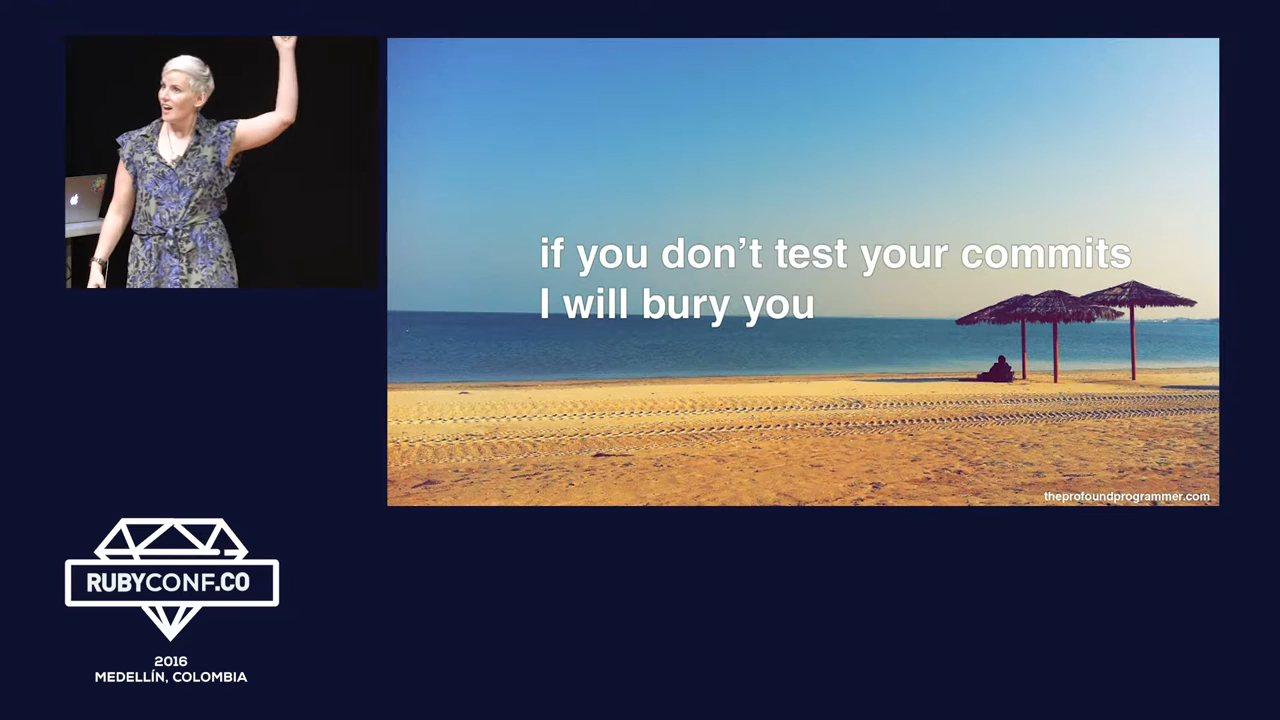 if you don’t test your commits
I will bury you
theprofoundprogrammer.com
RUBYCONF.CO
2016
MEDELLÍN, COLOMBIA